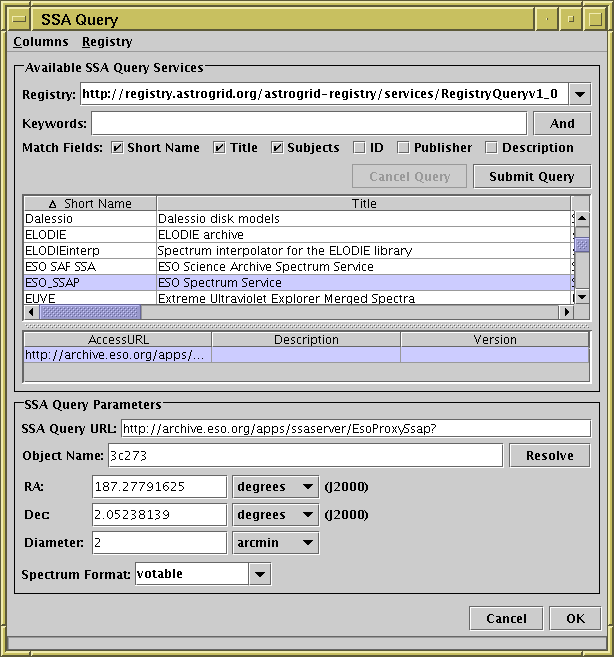 SSA Query
Columns Registry
Available SSA Query Services
Registry: http://registry.astrogrid.org/astrogrid-registry/services/RegistryQueryv1_0
Keywords: And
Match Fields: Short Name Title Subjects ID Publisher Description
Cancel Query Submit Query
Δ Short Name Title
Dalessio Dalessio disk models
ELODIE ELODIE archive
ELODIEinterp Spectrum interpolator for the ELODIE library
ESO SAF SSA ESO Science Archive Spectrum Service
ESO_SSAP ESO Spectrum Service
EUVE Extreme Ultraviolet Explorer Merged Spectra
AccessURL Description Version
http://archive.eso.org/apps/...
SSA Query Parameters
SSA Query URL: http://archive.eso.org/apps/ssaserver/EsoProxySsap?
Object Name: 3c273 Resolve
RA: 187.27791625 degrees (J2000)
Dec: 2.05238139 degrees (J2000)
Diameter: 2 arcmin
Spectrum Format: votable
Cancel OK